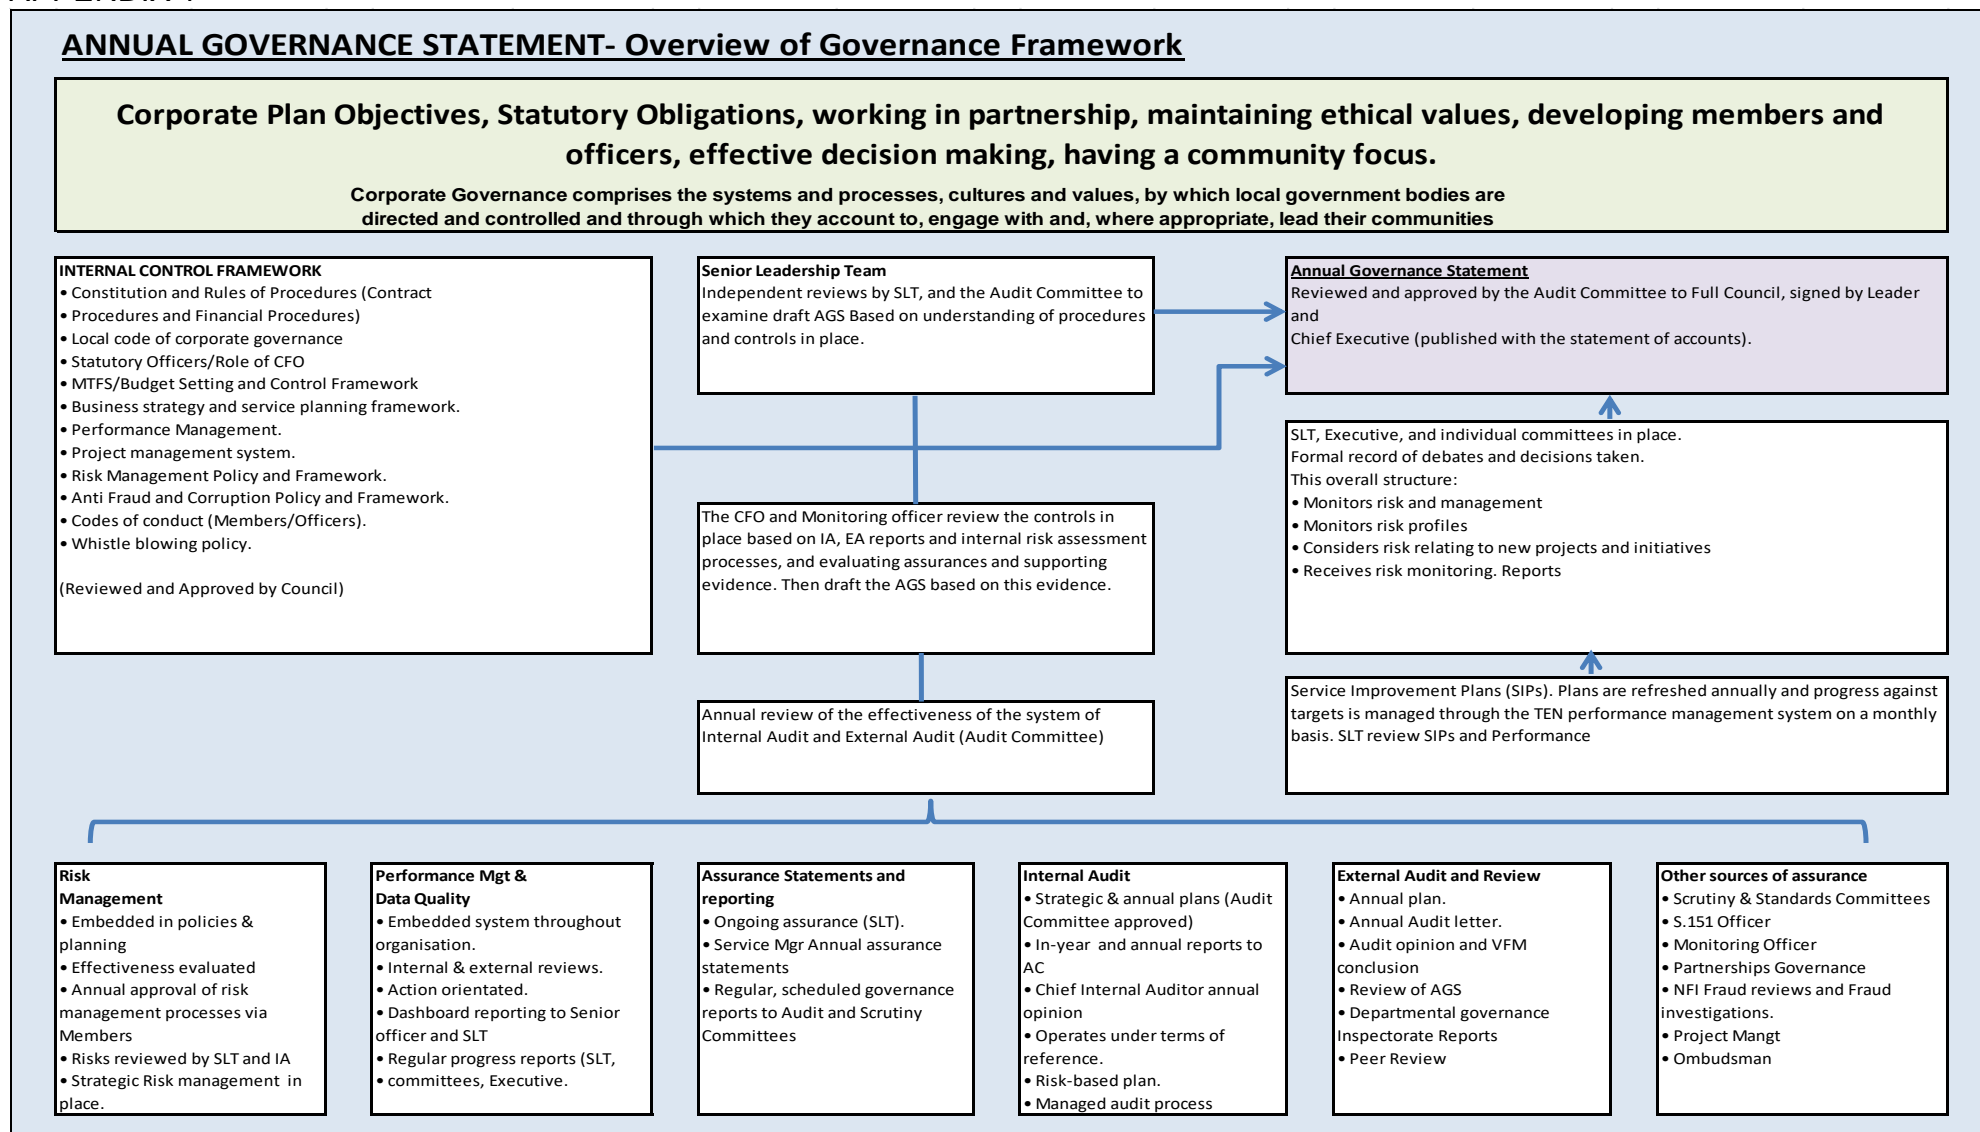 ANNUAL GOVERNANCE STATEMENT- Overview of Governance Framework
Corporate Plan Objectives, Statutory Obligations, working in partnership, maintaining ethical values, developing members and
officers, effective decision making, having a community focus.
Corporate Governance comprises the systems and processes, cultures and values, by which local government bodies are
directed and controlled and through which they account to, engage with and, where appropriate, lead their communities
INTERNAL CONTROL FRAMEWORK
• Constitution and Rules of Procedures (Contract
• Procedures and Financial Procedures)
• Local code of corporate governance
• Statutory Officers/Role of CFO
• MTFS/Budget Setting and Control Framework
• Business strategy and service planning framework.
• Performance Management.
• Project management system.
• Risk Management Policy and Framework.
• Anti Fraud and Corruption Policy and Framework.
• Codes of conduct (Members/Officers).
• Whistle blowing policy.
(Reviewed and Approved by Council)
Senior Leadership Team
Independent reviews by SLT, and the Audit Committee to
examine draft AGS Based on understanding of procedures
and controls in place.
Annual Governance Statement
Reviewed and approved by the Audit Committee to Full Council, signed by Leader
and
Chief Executive (published with the statement of accounts).
The CFO and Monitoring officer review the controls in
place based on IA, EA reports and internal risk assessment
processes, and evaluating assurances and supporting
evidence. Then draft the AGS based on this evidence.
SLT, Executive, and individual committees in place.
Formal record of debates and decisions taken.
This overall structure:
• Monitors risk and management
• Monitors risk profiles
• Considers risk relating to new projects and initiatives
• Receives risk monitoring. Reports
Annual review of the effectiveness of the system of
Internal Audit and External Audit (Audit Committee)
Service Improvement Plans (SIPs). Plans are refreshed annually and progress against
targets is managed through the TEN performance management system on a monthly
basis. SLT review SIPs and Performance
Risk
Management
• Embedded in policies &
planning
• Effectiveness evaluated
• Annual approval of risk
management processes via
Members
• Risks reviewed by SLT and IA
• Strategic Risk management in
place.
Performance Mgt &
Data Quality
• Embedded system throughout
organisation.
• Internal & external reviews.
• Action orientated.
• Dashboard reporting to Senior
officer and SLT
• Regular progress reports (SLT,
• committees, Executive.
Assurance Statements and
reporting
• Ongoing assurance (SLT).
• Service Mgr Annual assurance
statements
• Regular, scheduled governance
reports to Audit and Scrutiny
Committees
Internal Audit
• Strategic & annual plans (Audit
Committee approved)
• In-year and annual reports to
AC
• Chief Internal Auditor annual
opinion
• Operates under terms of
reference.
• Risk-based plan.
• Managed audit process
External Audit and Review
• Annual plan.
• Annual Audit letter.
• Audit opinion and VFM
conclusion
• Review of AGS
• Departmental governance
Inspectorate Reports
• Peer Review
Other sources of assurance
• Scrutiny & Standards Committees
• S.151 Officer
• Monitoring Officer
• Partnerships Governance
• NFI Fraud reviews and Fraud
investigations.
• Project Mangt
• Ombudsman